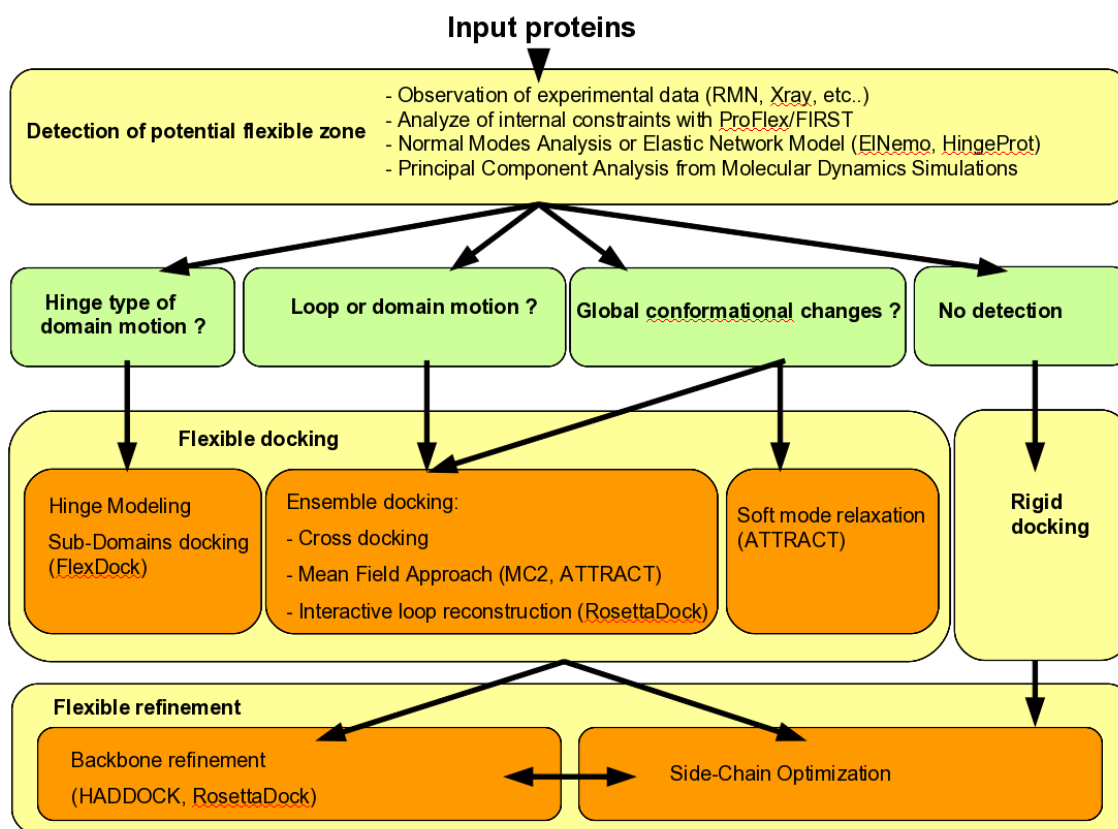 Input proteins
Detection of potential flexible zone
- Observation of experimental data (RMN, Xray, etc..)
- Analyze of internal constraints with ProFlex/FIRST
- Normal Modes Analysis or Elastic Network Model (ElNemo, HingeProt)
- Principal Component Analysis from Molecular Dynamics Simulations
Hinge type of
domain motion ?
Loop or domain motion ?
Global conformational changes ?
No detection
Flexible docking
Hinge Modeling
Sub-Domains docking
(FlexDock)
Ensemble docking:
- Cross docking
- Mean Field Approach (MC2, ATTRACT)
- Interactive loop reconstruction (RosettaDock)
Soft mode relaxation
(ATTRACT)
Rigid
docking
Flexible refinement
Backbone refinement
(HADDOCK, RosettaDock)
Side-Chain Optimization